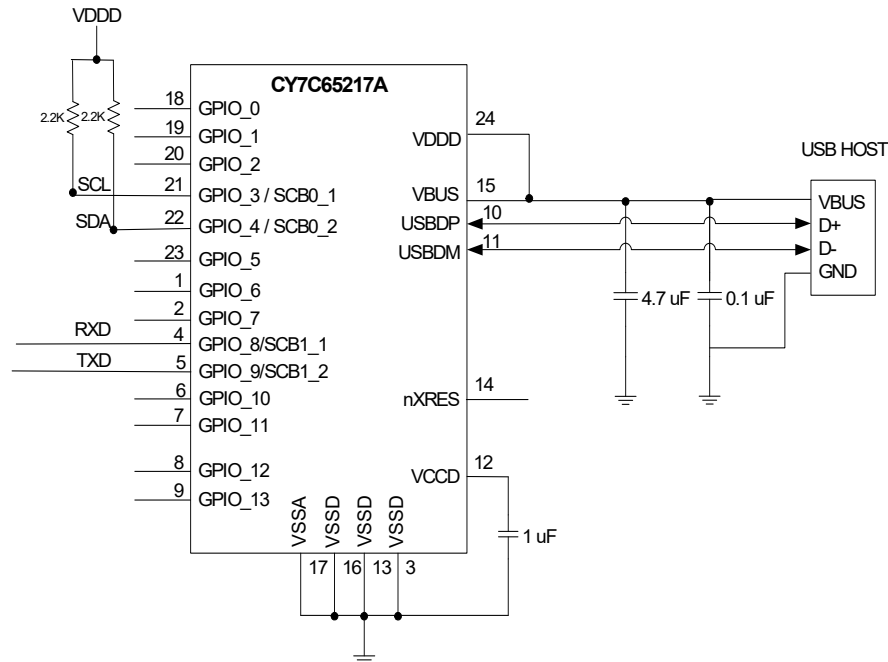 VDDD
2.2K 2.2K
SCL
SDA
RXD
TXD
CY7C65217A
18 GPIO_0
19 GPIO_1
20 GPIO_2
21 GPIO_3 / SCB0_1
22 GPIO_4 / SCB0_2
23 GPIO_5
1 GPIO_6
2 GPIO_7
4 GPIO_8/SCB1_1
5 GPIO_9/SCB1_2
6 GPIO_10
7 GPIO_11
8 GPIO_12
9 GPIO_13
VDDD 24
VBUS 15
USBDP 10
USBDM 11
nXRES 14
VCCD 12
VSSA VSSD VSSD VSSD
17 16 13 3
1 uF
4.7 uF
0.1 uF
USB HOST
VBUS
D+
D-
GND